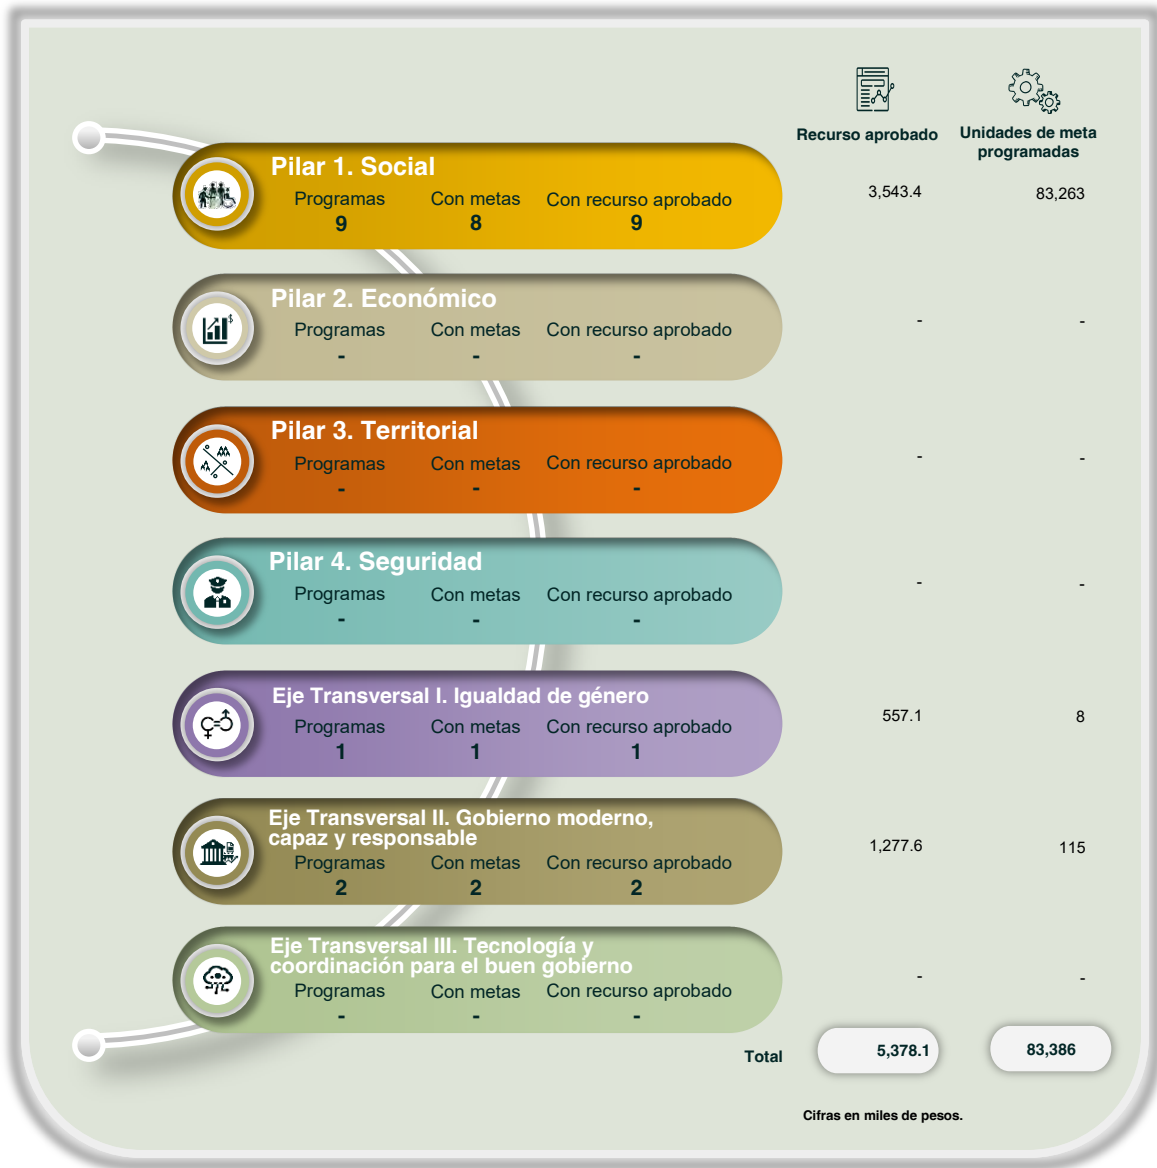 Recurso aprobado
Unidades de meta
programadas
Pilar 1. Social
Programas Con metas Con recurso aprobado
9 8 9
3,543.4 83,263
Pilar 2. Económico
Programas Con metas Con recurso aprobado
- - -
- -
Pilar 3. Territorial
Programas Con metas Con recurso aprobado
- - -
- -
Pilar 4. Seguridad
Programas Con metas Con recurso aprobado
- - -
- -
Eje Transversal I. Igualdad de género
Programas Con metas Con recurso aprobado
1 1 1
557.1 8
Eje Transversal II. Gobierno moderno,
capaz y responsable
Programas Con metas Con recurso aprobado
2 2 2
1,277.6 115
Eje Transversal III. Tecnología y
coordinación para el buen gobierno
Programas Con metas Con recurso aprobado
- - -
- -
Total 5,378.1 83,386
Cifras en miles de pesos.